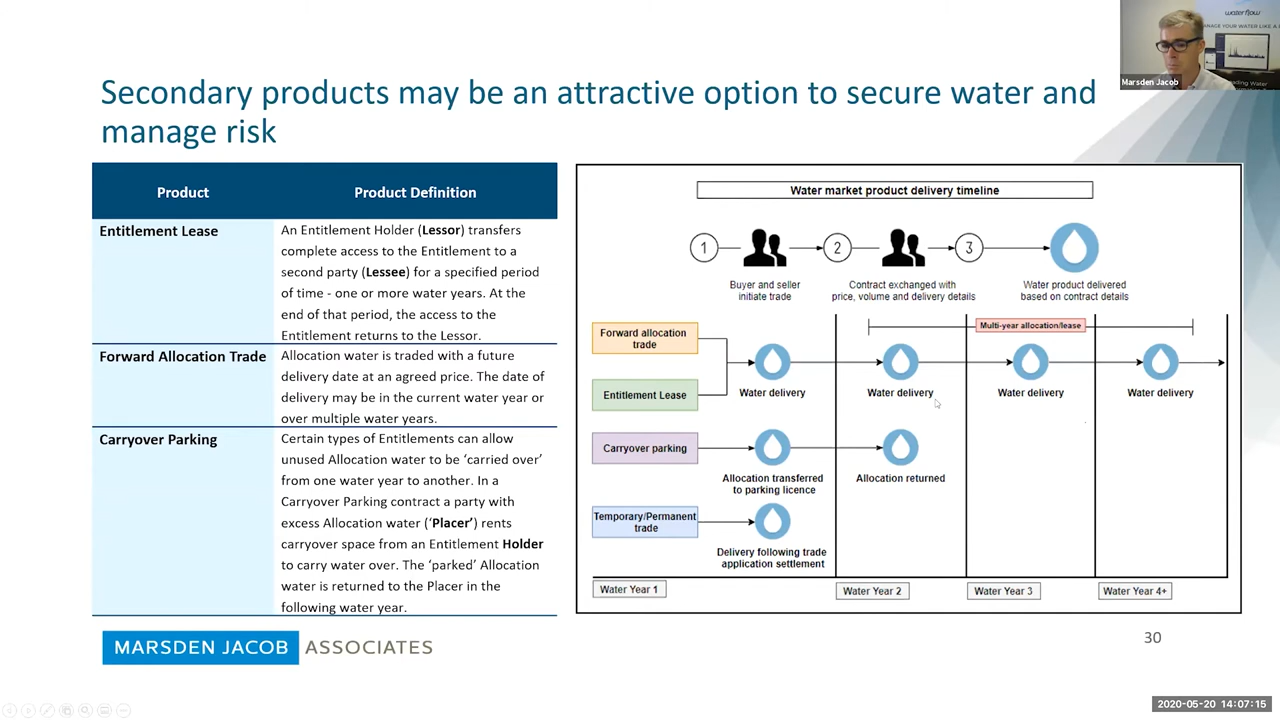 waterflow
MANAGE YOUR WATER LIKE A
Marsden Jacob
Secondary products may be an attractive option to secure water and
manage risk
Product
Product Definition
Entitlement Lease
An Entitlement Holder (Lessor) transfers
complete access to the Entitlement to a
second party (Lessee) for a specified period
of time - one or more water years. At the
end of that period, the access to the
Entitlement returns to the Lessor.
Forward Allocation Trade
Allocation water is traded with a future
delivery date at an agreed price. The date of
delivery may be in the current water year or
over multiple water years.
Carryover Parking
Certain types of Entitlements can allow
unused Allocation water to be ‘carried over’
from one water year to another. In a
Carryover Parking contract a party with
excess Allocation water (‘Placer’) rents
carryover space from an Entitlement Holder
to carry water over. The ‘parked’ Allocation
water is returned to the Placer in the
following water year.
Water market product delivery timeline
1
2
3
Buyer and seller
initiate trade
Contract exchanged with
price, volume and delivery details
Water product delivered
based on contract details
Multi-year allocation/lease
Forward allocation
trade
Entitlement Lease
Water delivery
Water delivery
Water delivery
Water delivery
Carryover parking
Allocation transferred
to parking licence
Allocation returned
Temporary/Permanent
trade
Delivery following trade
application settlement
Water Year 1
Water Year 2
Water Year 3
Water Year 4+
MARSDEN JACOB ASSOCIATES
30
2020-05-20 14:07:15